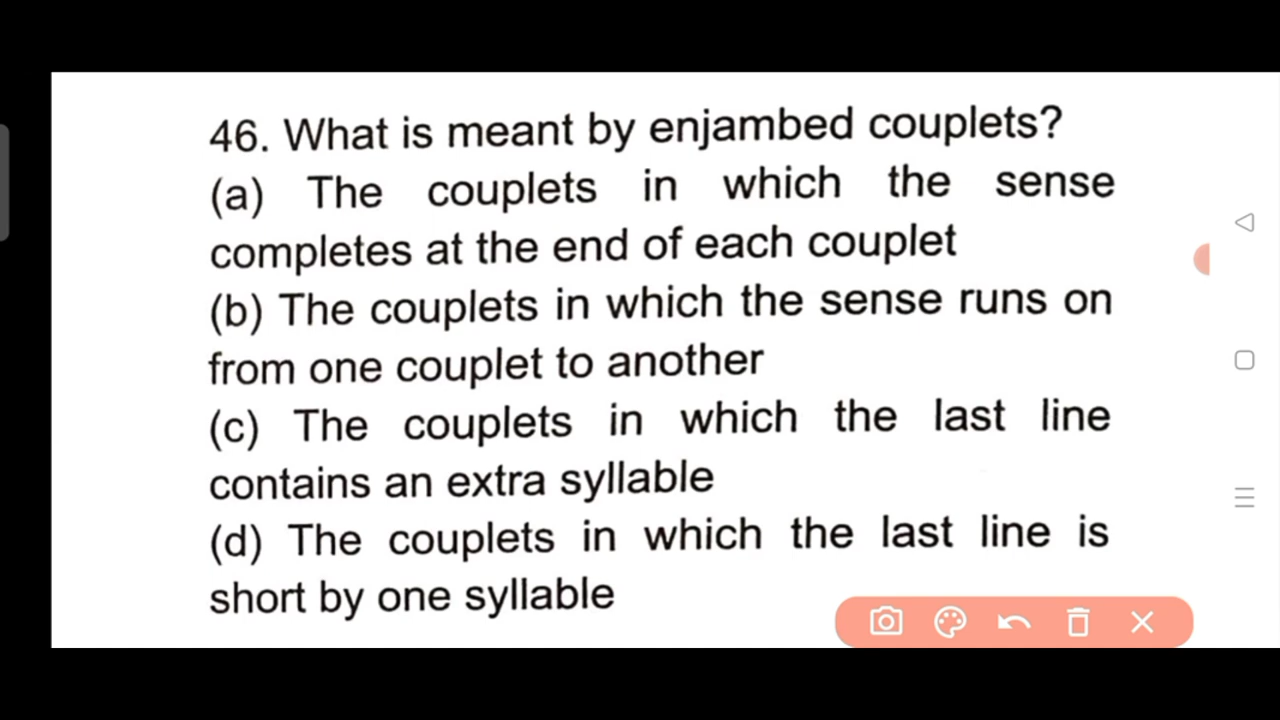 46. What is meant by enjambed couplets?
(a) The couplets in which the sense
completes at the end of each couplet
(b) The couplets in which the sense runs on
from one couplet to another
(c) The couplets in which the last line
contains an extra syllable
(d) The couplets in which the last line is
short by one syllable